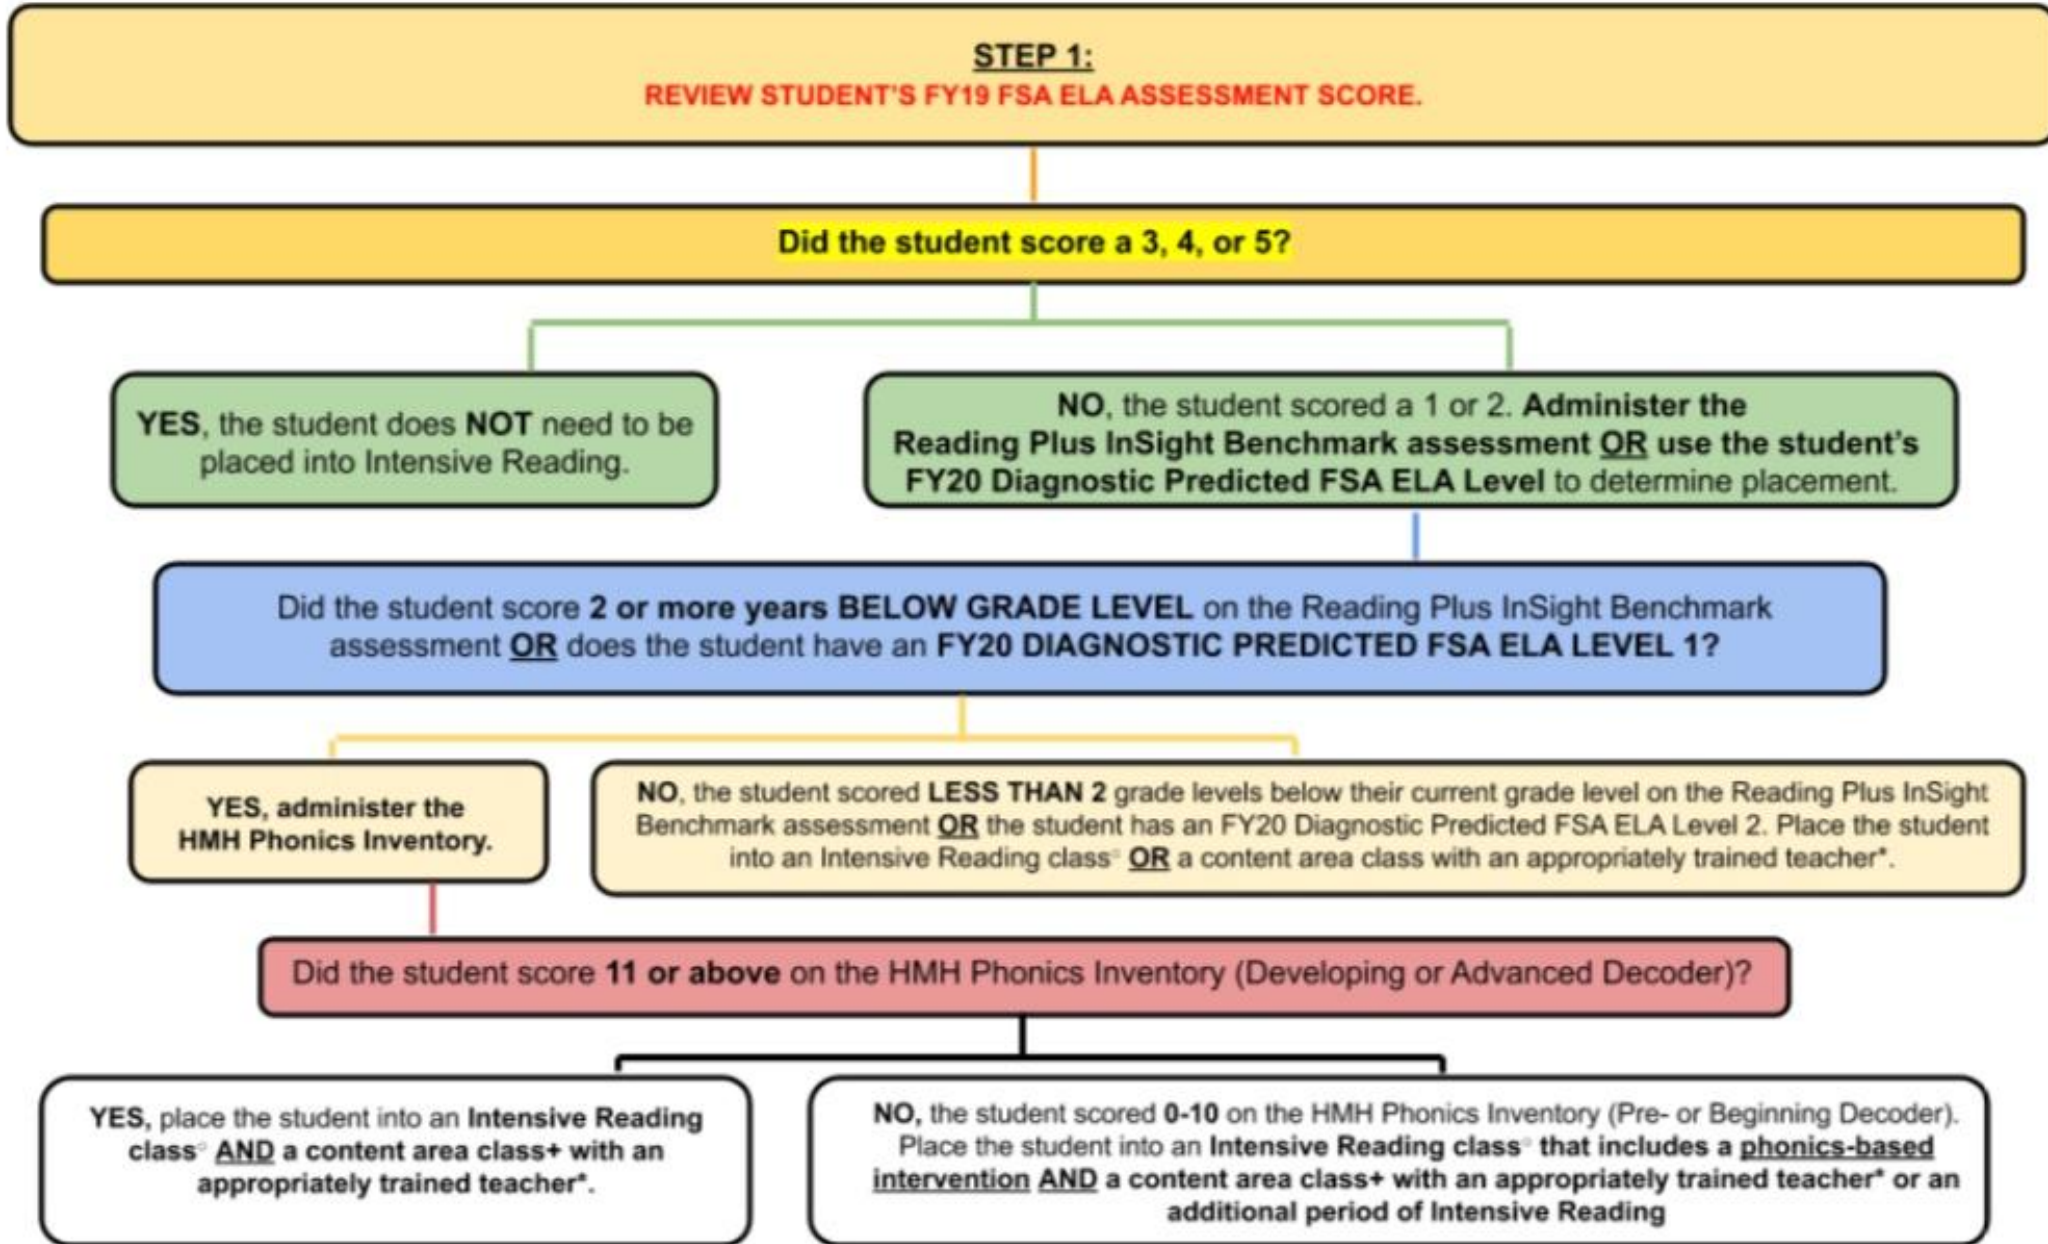 STEP 1:
REVIEW STUDENT'S FY19 FSA ELA ASSESSMENT SCORE.
Did the student score a 3, 4, or 5?
YES, the student does NOT need to be
placed into Intensive Reading.
NO, the student scored a 1 or 2. Administer the
Reading Plus InSight Benchmark assessment OR use the student's
FY20 Diagnostic Predicted FSA ELA Level to determine placement.
Did the student score 2 or more years BELOW GRADE LEVEL on the Reading Plus InSight Benchmark
assessment OR does the student have an FY20 DIAGNOSTIC PREDICTED FSA ELA LEVEL 1?
YES, administer the
HMH Phonics Inventory.
NO, the student scored LESS THAN 2 grade levels below their current grade level on the Reading Plus InSight
Benchmark assessment OR the student has an FY20 Diagnostic Predicted FSA ELA Level 2. Place the student
into an Intensive Reading class° OR a content area class with an appropriately trained teacher*.
Did the student score 11 or above on the HMH Phonics Inventory (Developing or Advanced Decoder)?
YES, place the student into an Intensive Reading
class° AND a content area class+ with an
appropriately trained teacher*.
NO, the student scored 0-10 on the HMH Phonics Inventory (Pre- or Beginning Decoder).
Place the student into an Intensive Reading class° that includes a phonics-based
intervention AND a content area class+ with an appropriately trained teacher* or an
additional period of Intensive Reading